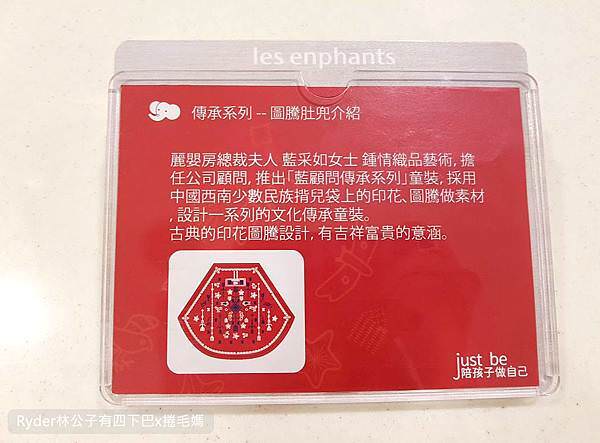 les enphants
傳承系列 -- 圖騰肚兜介紹
麗嬰房總裁夫人 藍采如女士 鍾情織品藝術, 擔
任公司顧問, 推出「藍顧問傳承系列」童裝, 採用
中國西南少數民族揹兒袋上的印花、圖騰做素材
, 設計一系列的文化傳承童裝。
古典的印花圖騰設計, 有吉祥富貴的意涵。
just be
陪孩子做自己
Ryder林公子有四下巴x捲毛媽